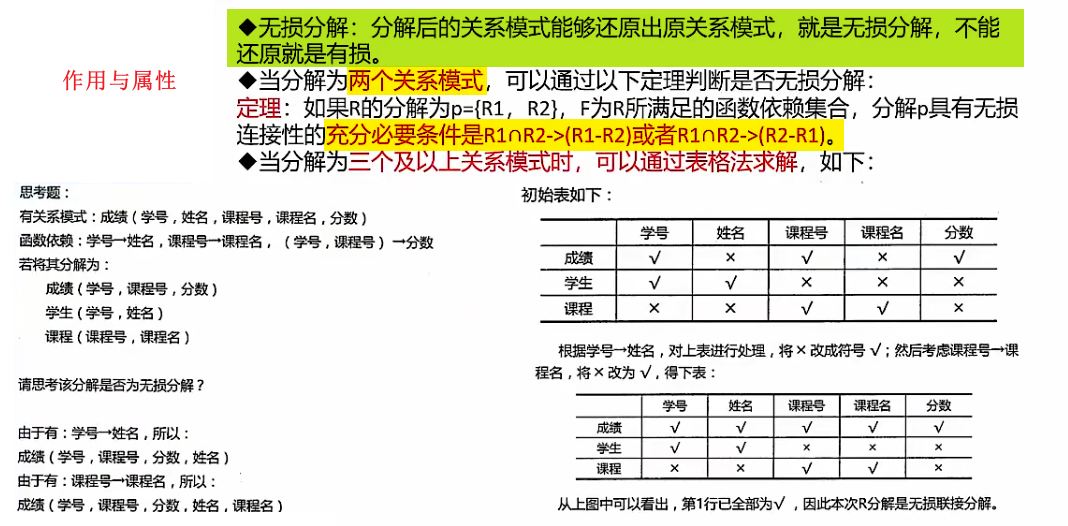 作用与属性
◆无损分解：分解后的关系模式能够还原出原关系模式，就是无损分解，不能
还原就是有损。
◆当分解为两个关系模式，可以通过以下定理判断是否无损分解：
定理：如果R的分解为p={R1，R2}，F为R所满足的函数依赖集合，分解p具有无损
连接性的充分必要条件是R1∩R2->(R1-R2)或者R1∩R2->(R2-R1)。
◆当分解为三个及以上关系模式时，可以通过表格法求解，如下：
思考题：
有关系模式：成绩（学号，姓名，课程号，课程名，分数）
函数依赖：学号→姓名，课程号→课程名，（学号，课程号）→分数
若将其分解为：
成绩（学号，课程号，分数）
学生（学号，姓名）
课程（课程号，课程名）
请思考该分解是否为无损分解？
由于有：学号→姓名，所以：
成绩（学号，课程号，分数，姓名）
由于有：课程号→课程名，所以：
成绩（学号，课程号，分数，姓名，课程名）
初始表如下：
学号 姓名 课程号 课程名 分数
成绩 √ × √ × √
学生 √ √ × × ×
课程 × × √ √ ×
根据学号→姓名，对上表进行处理，将×改成符号√；然后考虑课程号→课
程名，将×改为√，得下表：
学号 姓名 课程号 课程名 分数
成绩 √ √ √ √ √
学生 √ √ × × ×
课程 × × √ √ ×
从上图中可以看出，第1行已全部为√，因此本次R分解是无损联接分解。